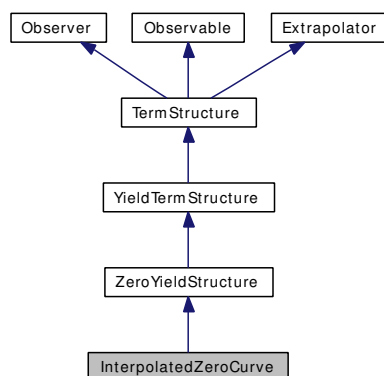 Observer Observable Extrapolator
TermStructure
YieldTermStructure
ZeroYieldStructure
InterpolatedZeroCurve